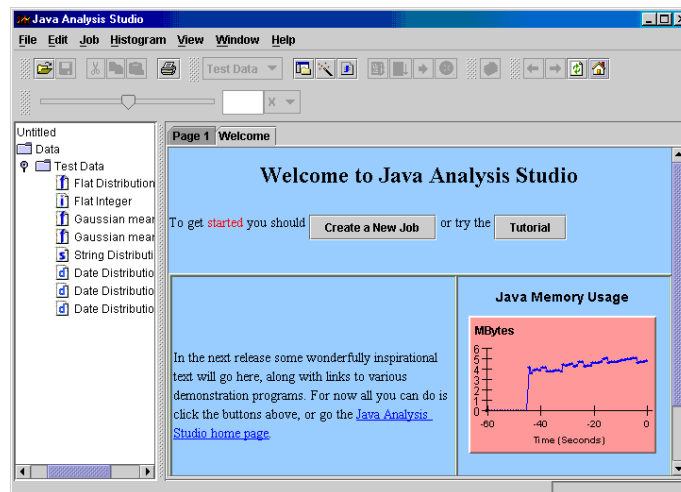 Java Analysis Studio
File Edit Job Histogram View Window Help
Test Data
X
Untitled
Data
Test Data
Flat Distribution
Flat Integer
Gaussian mear
Gaussian mear
String Distributi
Date Distributio
Date Distributio
Date Distributio
Page 1 Welcome
Welcome to Java Analysis Studio
To get started you should Create a New Job or try the Tutorial
In the next release some wonderfully inspirational
text will go here, along with links to various
demonstration programs. For now all you can do is
click the buttons above, or go the Java Analysis
Studio home page.
Java Memory Usage
MBytes
6
5
4
3
2
1
0
-60 -40 -20 0
Time (Seconds)